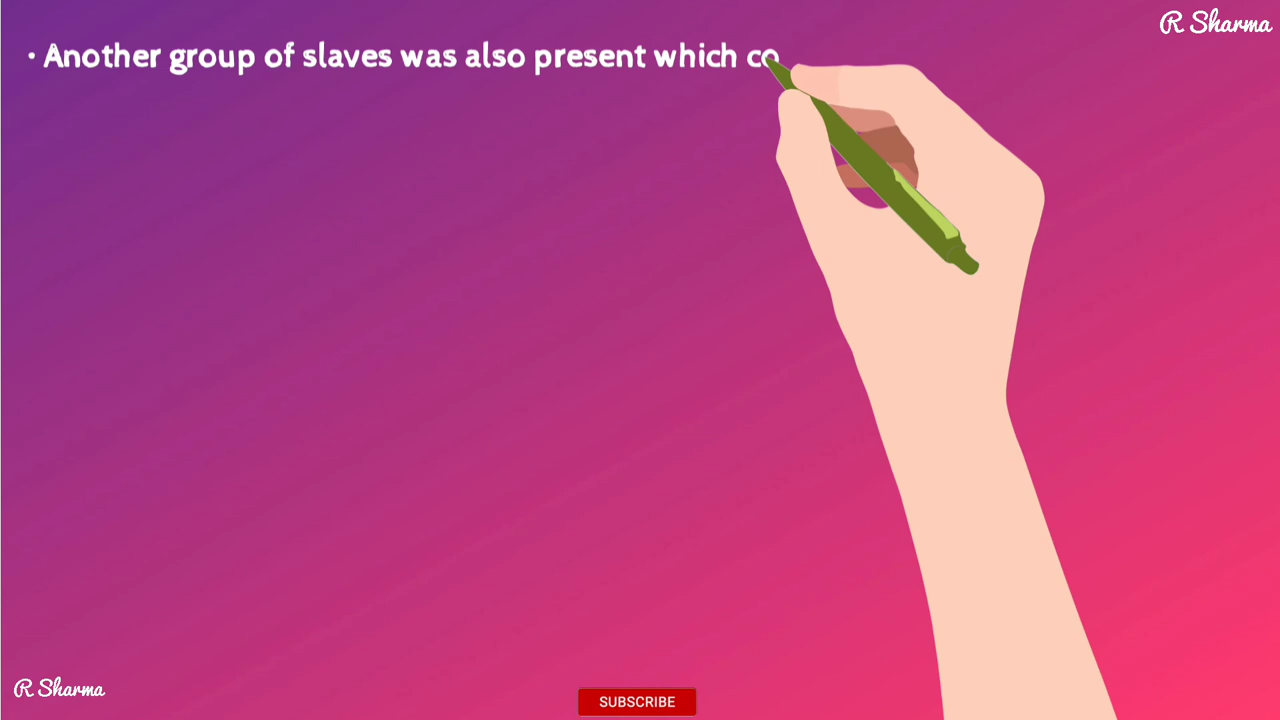 R Sharma
• Another group of slaves was also present which co
R Sharma
SUBSCRIBE